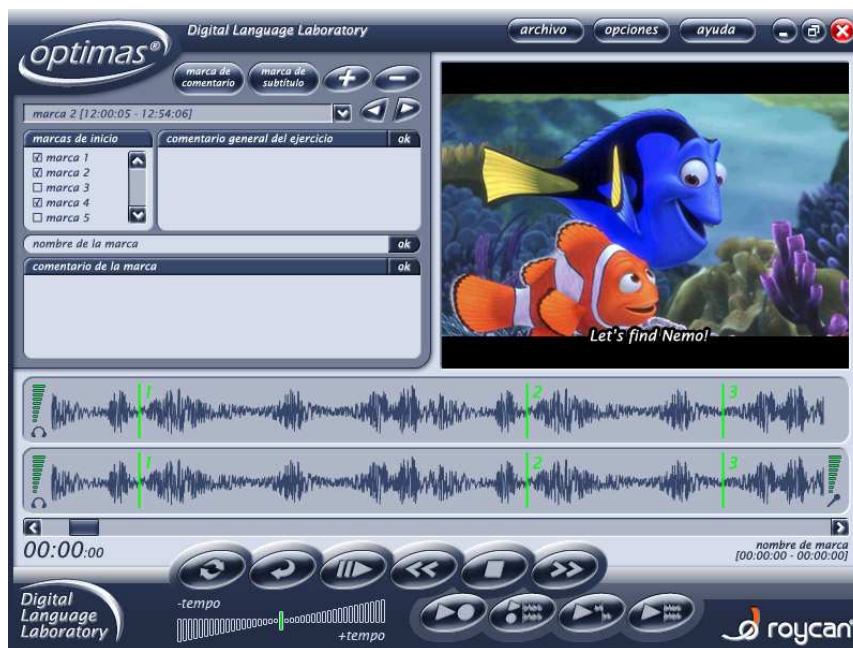 optimas®
Digital Language Laboratory
archivo
opciones
ayuda
marca de
comentario
marca de
subtítulo
marca 2 [12:00:05 - 12:54:06]
marcas de inicio
comentario general del ejercicio
ok
marca 1
marca 2
marca 3
marca 4
marca 5
nombre de la marca
ok
comentario de la marca
ok
Let's find Nemo!
1
2
3
1
2
3
00:00:00
nombre de marca
[00:00:00 - 00:00:00]
Digital
Language
Laboratory
-tempo
+tempo
roycan